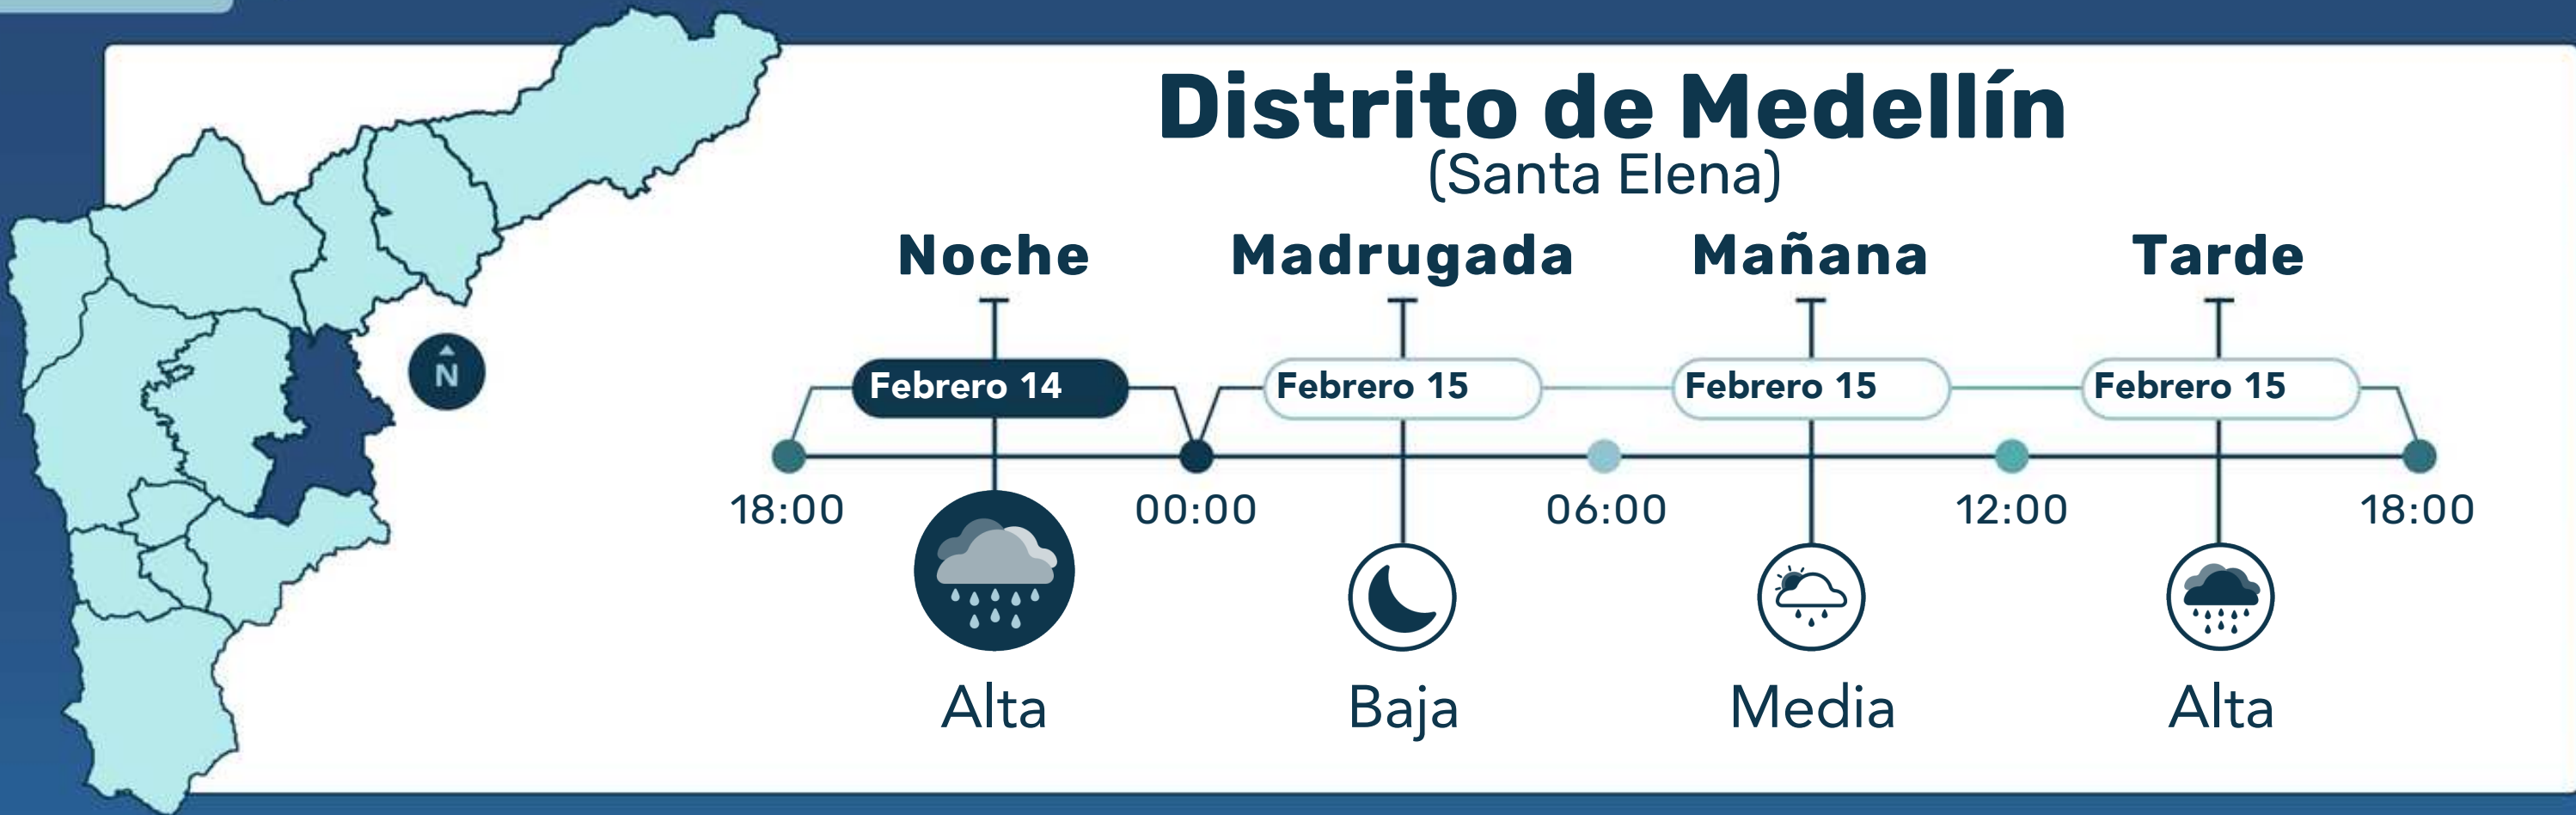 Distrito de Medellín
(Santa Elena)
Noche Madrugada Mañana Tarde
Febrero 14 Febrero 15 Febrero 15 Febrero 15
N
18:00 00:00 06:00 12:00 18:00
Alta Baja Media Alta